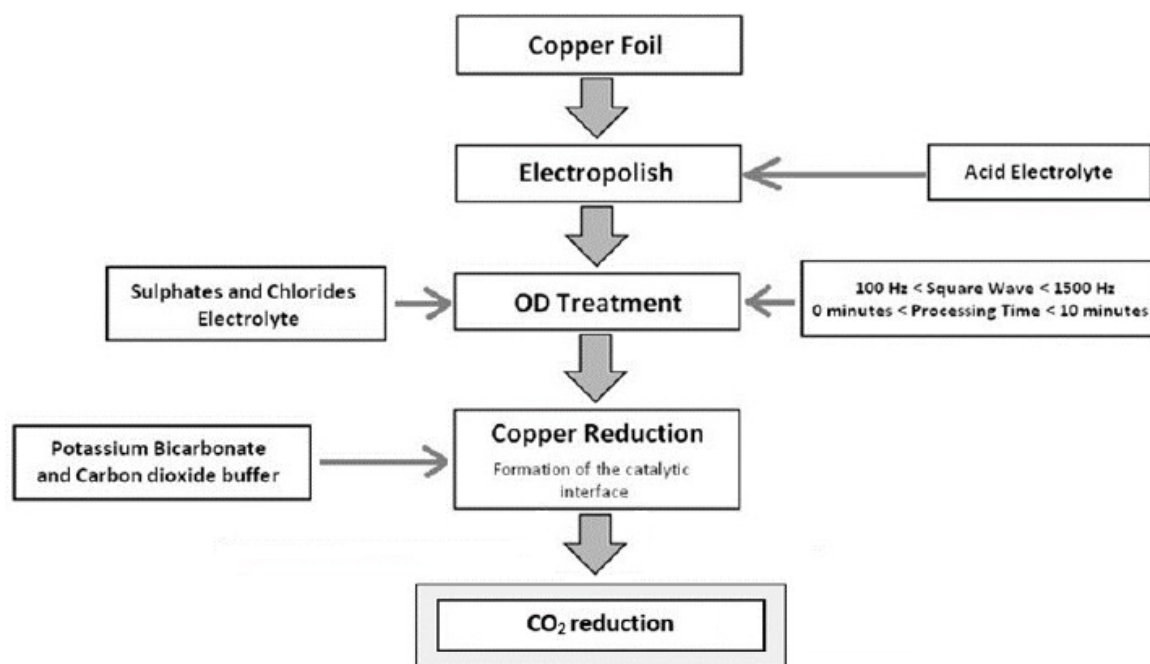 Copper Foil
Electropolish
Acid Electrolyte
Sulphates and Chlorides
Electrolyte
OD Treatment
100 Hz < Square Wave < 1500 Hz
0 minutes < Processing Time < 10 minutes
Potassium Bicarbonate
and Carbon dioxide buffer
Copper Reduction
Formation of the catalytic
interface
CO₂ reduction